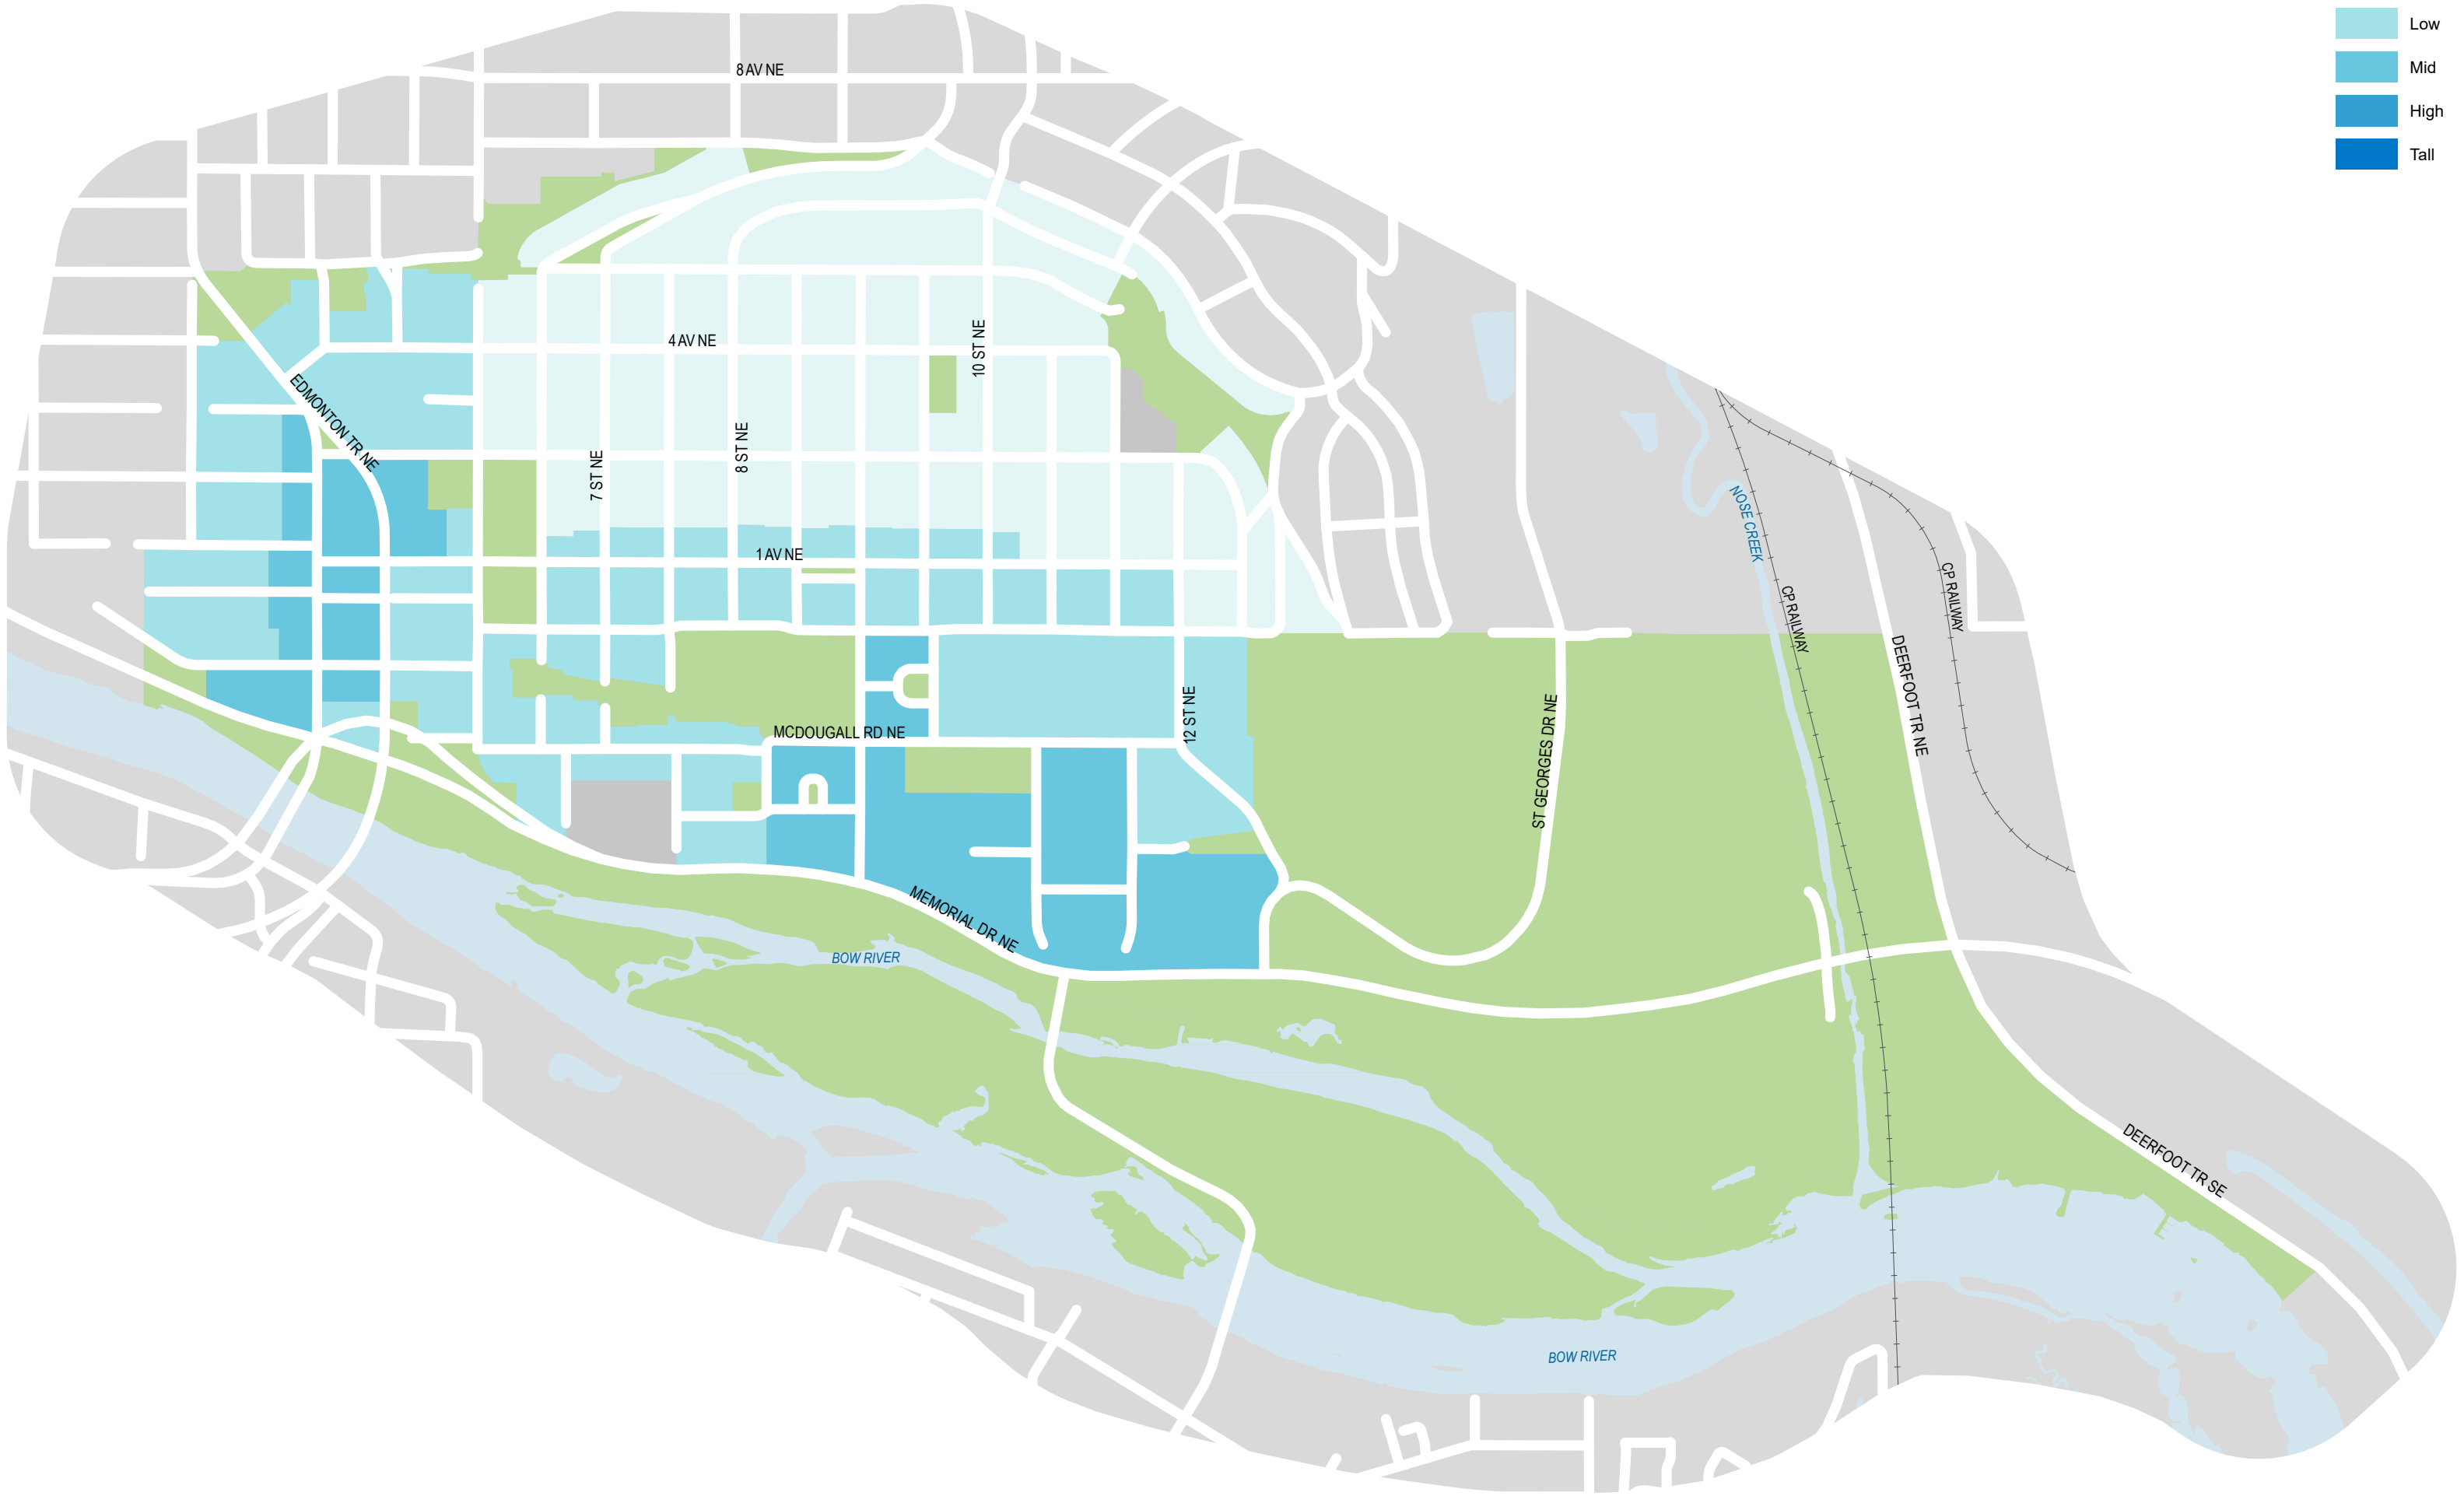 Low
Mid
High
Tall
8 AV NE
4 AV NE
10 ST NE
EDMONTON TR NE
7 ST NE
8 ST NE
1 AV NE
NOSE CREEK
CP RAILWAY
CP RAILWAY
DEERFOOT TR NE
12 ST NE
MCDOUGALL RD NE
ST GEORGES DR NE
MEMORIAL DR NE
BOW RIVER
DEERFOOT TR SE
BOW RIVER